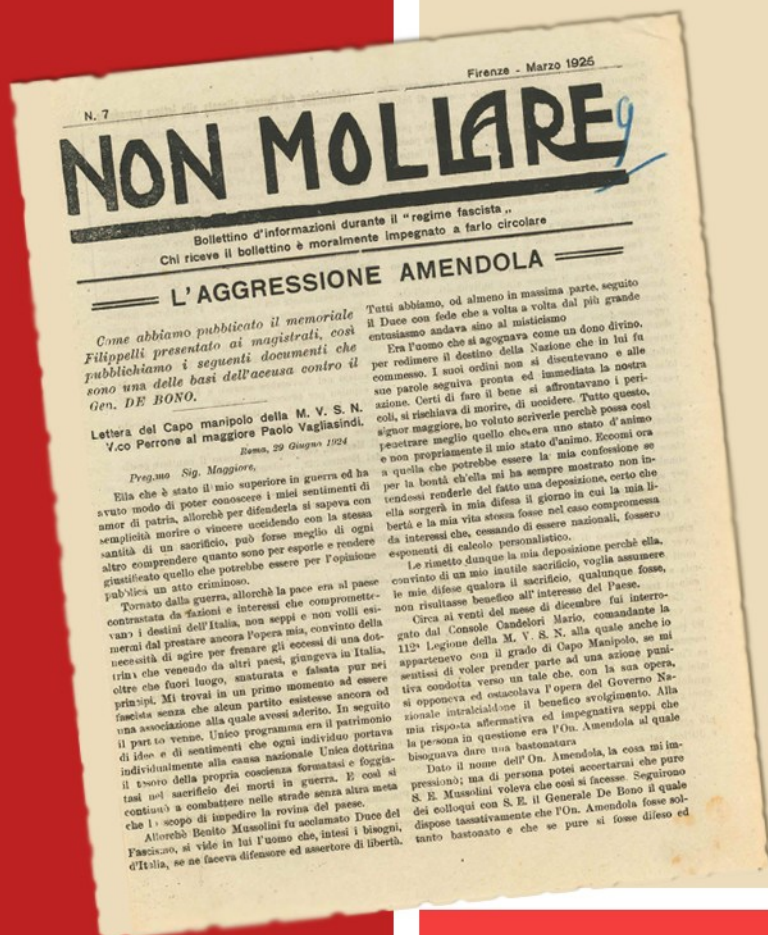 N. 7
Firenze - Marzo 1925
NON MOLLARE
9
Bollettino d'informazioni durante il "regime fascista „
Chi riceve il bollettino è moralmente impegnato a farlo circolare
L'AGGRESSIONE AMENDOLA
Come abbiamo pubblicato il memoriale
Filippelli presentato ai magistrati, così
pubblichiamo i seguenti documenti che
sono una delle basi dell'accusa contro il
Gen. DE BONO.
Lettera del Capo manipolo della M. V. S. N.
V.co Perrone al maggiore Paolo Vagliasindi.
Roma, 29 Giugno 1924
Preg.mo Sig. Maggiore,
Ella che è stato il mio superiore in guerra ed ha
avuto modo di poter conoscere i miei sentimenti di
amor di patria, allorchè per difenderla si sapeva con
semplicità morire o vincere uccidendo con la stessa
santità di un sacrificio, può forse meglio di ogni
altro comprendere quanto sono per esporle e rendere
giustificato quello che potrebbe essere per l'opinione
pubblica un atto criminoso.
Tornato dalla guerra, allorchè la pace era al paese
contrastata da fazioni e interessi che compromette-
vano i destini dell'Italia, non seppi e non volli esi-
mermi dal prestare ancora l'opera mia, convinto della
necessità di agire per frenare gli eccessi di una dot-
trina che venendo da altri paesi, giungeva in Italia,
oltre che fuori luogo, snaturata e falsata pur nei
principi. Mi trovai in un primo momento ad essere
fascista senza che alcun partito esistesse ancora od
una associazione alla quale avessi aderito. In seguito
il partito venne. Unico programma era il patrimonio
di idee e di sentimenti che ogni individuo portava
individualmente alla causa nazionale Unica dottrina
il tesoro della propria coscienza formatasi e foggia-
tasi nel sacrificio dei morti in guerra. E così si
continuò a combattere nelle strade senza altra meta
che lo scopo di impedire la rovina del paese.
Allorchè Benito Mussolini fu acclamato Duce del
Fascismo, si vide in lui l'uomo che, intesi i bisogni,
d'Italia, se ne faceva difensore ed assertore di libertà.
Tutti abbiamo, od almeno in massima parte, seguito
il Duce con fede che a volta a volta dal più grande
entusiasmo andava sino al misticismo
Era l'uomo che si agognava come un dono divino,
per redimere il destino della Nazione che in lui fu
commesso. I suoi ordini non si discutevano e alle
sue parole seguiva pronta ed immediata la nostra
azione. Certi di fare il bene si affrontavano i peri-
coli, si rischiava di morire, di uccidere. Tutto questo,
signor maggiore, ho voluto scriverle perchè possa così
penetrare meglio quello che era uno stato d'animo
e non propriamente il mio stato d'animo. Eccomi ora
a quella che potrebbe essere la mia confessione se
per la bontà ch'ella mi ha sempre mostrato non in-
tendessi renderle del fatto una deposizione, certo che
ella sorgerà in mia difesa il giorno in cui la mia li-
bertà e la mia vita stessa fosse nel caso compromessa
da interessi che, cessando di essere nazionali, fossero
esponenti di calcolo personalistico.
Le rimetto dunque la mia deposizione perchè ella,
convinto di un mio inutile sacrificio, voglia assumere
le mie difese qualora il sacrificio, qualunque fosse,
non risultasse benefico all'interesse del Paese.
Circa ai venti del mese di dicembre fui interro-
gato dal Console Candelori Mario, comandante la
112ª Legione della M. V. S. N. alla quale anche io
appartenevo con il grado di Capo Manipolo, se mi
sentissi di voler prender parte ad una azione puni-
tiva condotta verso un tale che, con la sua opera,
si opponeva ed ostacolava l'opera del Governo Na-
zionale intralciandone il benefico svolgimento. Alla
mia risposta affermativa ed impegnativa seppi che
la persona in questione era l'On. Amendola al quale
bisognava dare una bastonatura
Dato il nome dell'On. Amendola, la cosa mi im-
pressionò; ma di persona potei accertarmi che pure
S. E. Mussolini voleva che così si facesse. Seguirono
dei colloqui con S. E. il Generale De Bono il quale
dispose tassativamente che l'On. Amendola fosse sol-
tanto bastonato e che se pure si fosse difeso ed